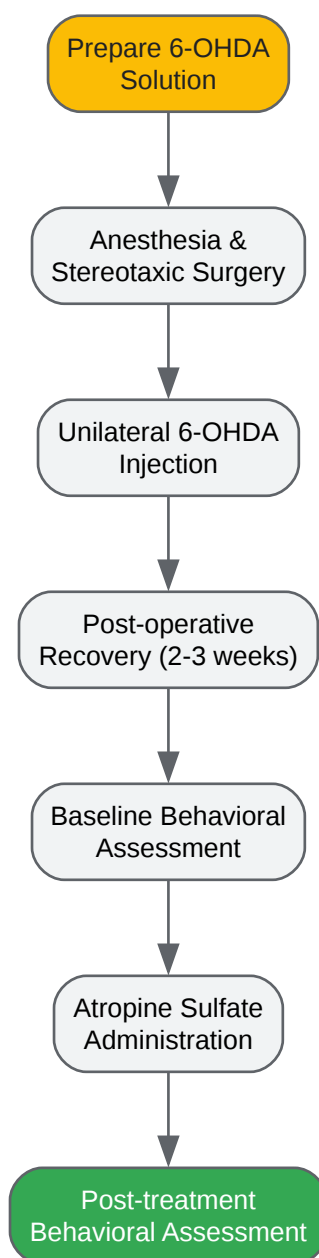 Prepare 6-OHDA
Solution
Anesthesia &
Stereotaxic Surgery
Unilateral 6-OHDA
Injection
Post-operative
Recovery (2-3 weeks)
Baseline Behavioral
Assessment
Atropine Sulfate
Administration
Post-treatment
Behavioral Assessment